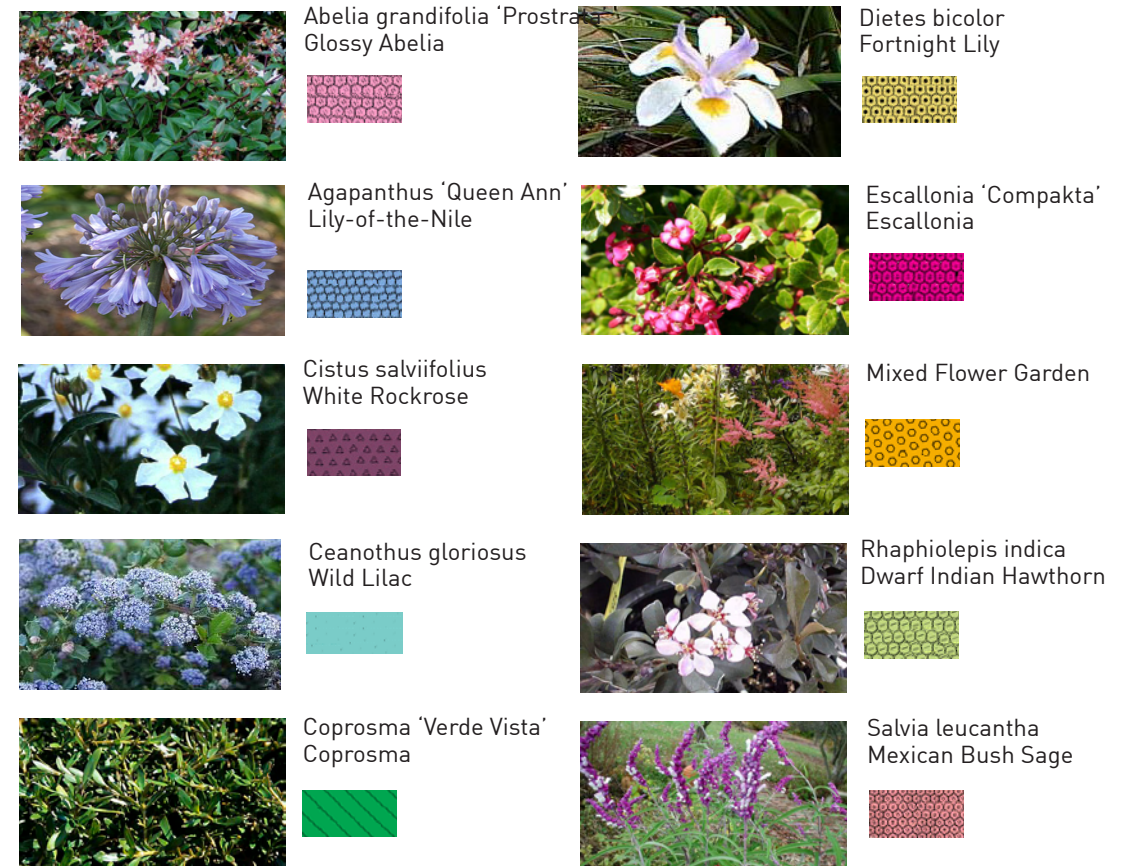 Abelia grandifolia ‘Prostrata
Glossy Abelia
Agapanthus ‘Queen Ann’
Lily-of-the-Nile
Cistus salviifolius
White Rockrose
Ceanothus gloriosus
Wild Lilac
Coprosma ‘Verde Vista’
Coprosma
Dietes bicolor
Fortnight Lily
Escallonia ‘Compakta’
Escallonia
Mixed Flower Garden
Rhaphiolepis indica
Dwarf Indian Hawthorn
Salvia leucantha
Mexican Bush Sage